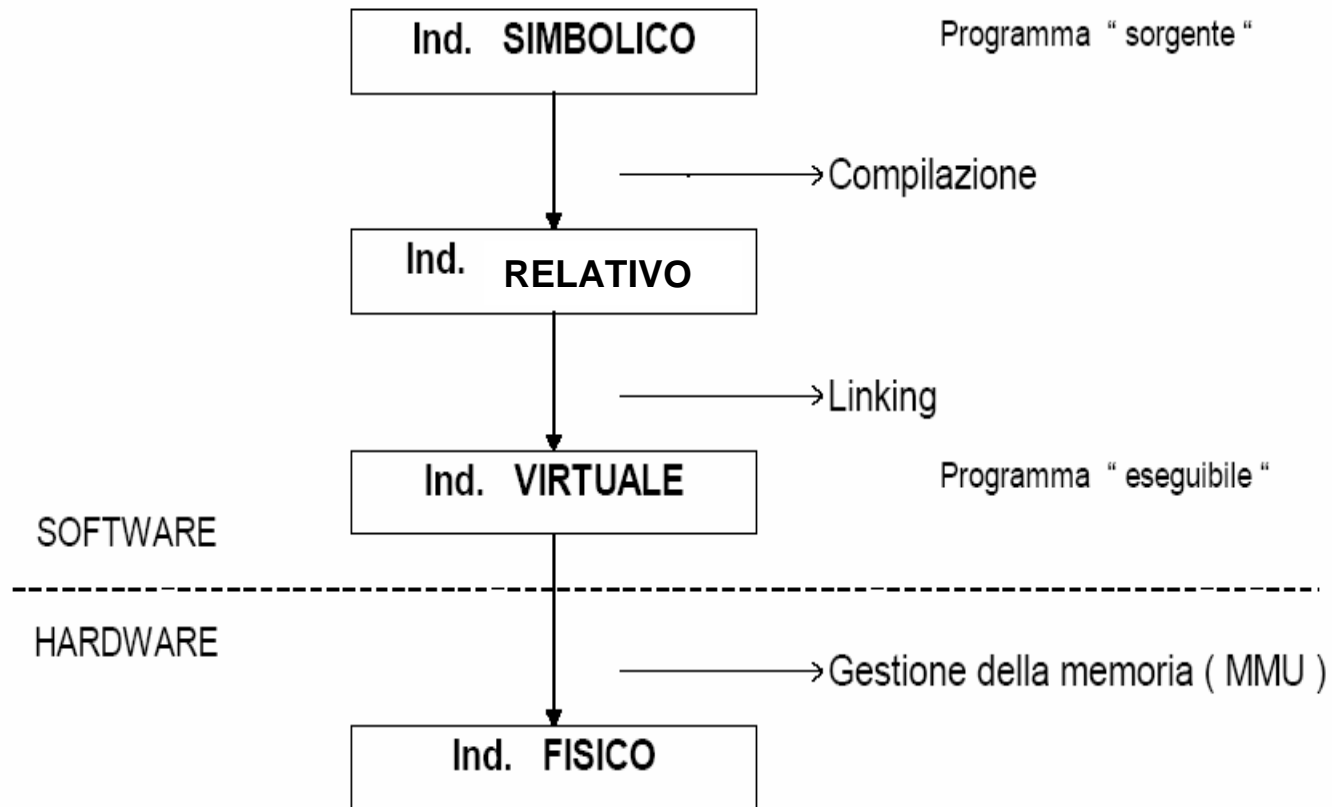 Ind. SIMBOLICO
Programma “ sorgente “
Compilazione
Ind. RELATIVO
Linking
Ind. VIRTUALE
Programma “ eseguibile “
SOFTWARE
HARDWARE
Gestione della memoria ( MMU )
Ind. FISICO